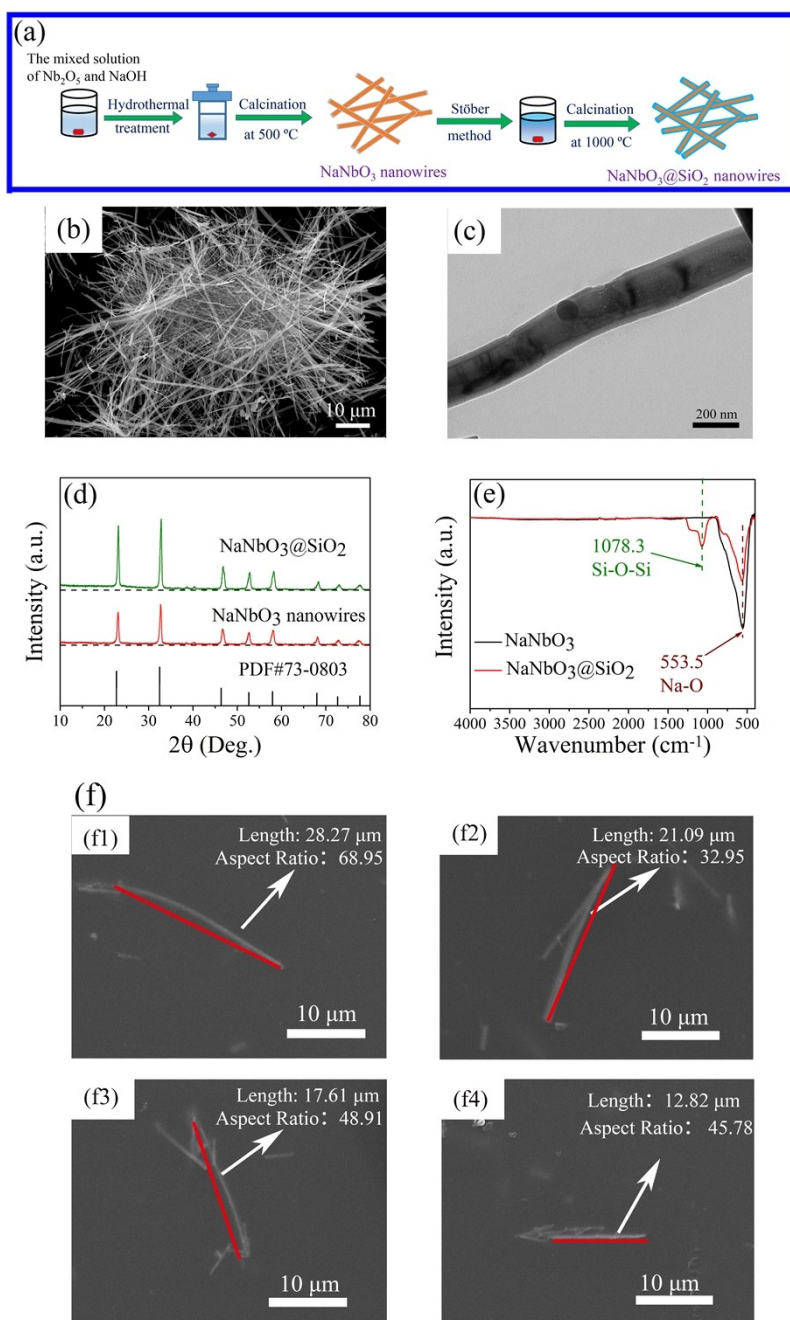 (a)
The mixed solution
of Nb₂O₅ and NaOH
Hydrothermal
treatment
Calcination
at 500 ºC
NaNbO₃ nanowires
Stöber
method
Calcination
at 1000 ºC
NaNbO₃@SiO₂ nanowires
(b)
10 μm
(c)
200 nm
(d)
Intensity (a.u.)
NaNbO₃@SiO₂
NaNbO₃ nanowires
PDF#73-0803
10 20 30 40 50 60 70 80
2θ (Deg.)
(e)
Intensity (a.u.)
1078.3
Si-O-Si
NaNbO₃
NaNbO₃@SiO₂
553.5
Na-O
4000 3500 3000 2500 2000 1500 1000 500
Wavenumber (cm⁻¹)
(f)
(f1)
Length: 28.27 μm
Aspect Ratio：68.95
10 μm
(f2)
Length: 21.09 μm
Aspect Ratio：32.95
10 μm
(f3)
Length: 17.61 μm
Aspect Ratio：48.91
10 μm
(f4)
Length：12.82 μm
Aspect Ratio：45.78
10 μm